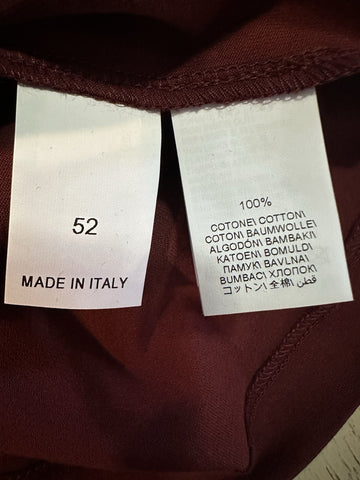 52
MADE IN ITALY
100%
COTONE\ COTTON\
COTON\ BAUMWOLLE\
ALGODÓN\ BAMBAKI\
KATOEN\ BOMULD\
ПАМУК\ BAVLNA\
BUMBAC\ ХЛОПОК\
コットン\ 全棉\ قطن